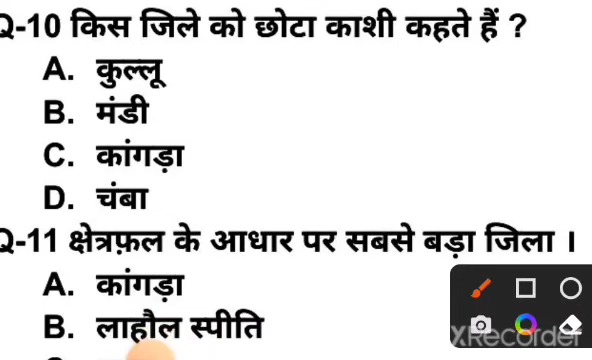 Q-10 किस जिले को छोटा काशी कहते हैं ?
A. कुल्लू
B. मंडी
C. कांगड़ा
D. चंबा
Q-11 क्षेत्रफ़ल के आधार पर सबसे बड़ा जिला ।
A. कांगड़ा
B. लाहौल स्पीति
XRecorder